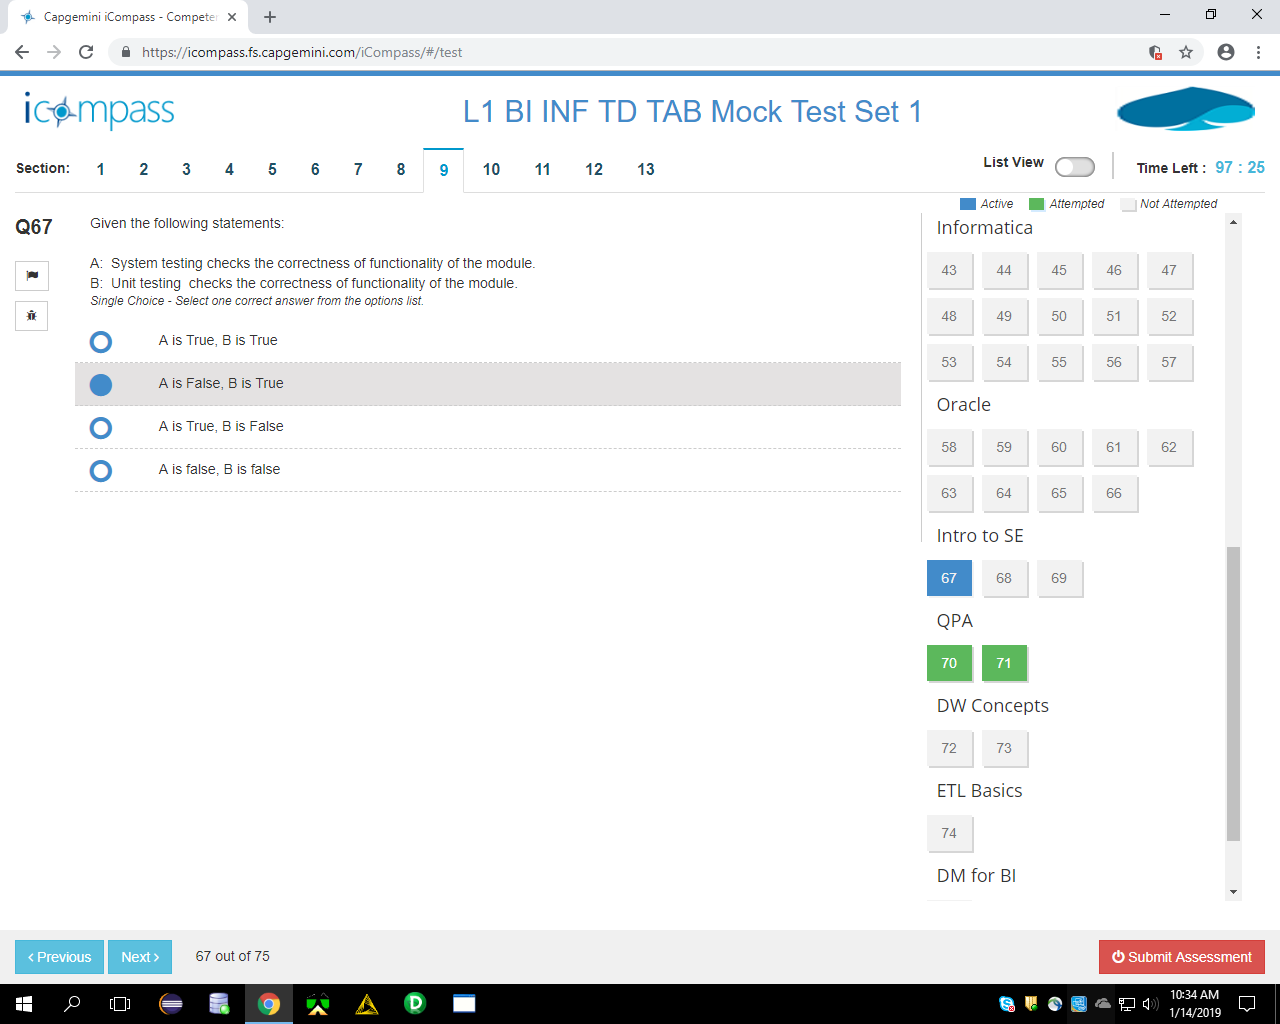 Capgemini iCompass - Competer
https://icompass.fs.capgemini.com/iCompass/#/test
icompass
L1 BI INF TD TAB Mock Test Set 1
Section: 1 2 3 4 5 6 7 8 9 10 11 12 13
List View
Time Left : 97 : 25
Active Attempted Not Attempted
Q67
Given the following statements:
A: System testing checks the correctness of functionality of the module.
B: Unit testing checks the correctness of functionality of the module.
Single Choice - Select one correct answer from the options list.
A is True, B is True
A is False, B is True
A is True, B is False
A is false, B is false
Informatica
43 44 45 46 47
48 49 50 51 52
53 54 55 56 57
Oracle
58 59 60 61 62
63 64 65 66
Intro to SE
67 68 69
QPA
70 71
DW Concepts
72 73
ETL Basics
74
DM for BI
‹ Previous
Next ›
67 out of 75
Submit Assessment
10:34 AM
1/14/2019